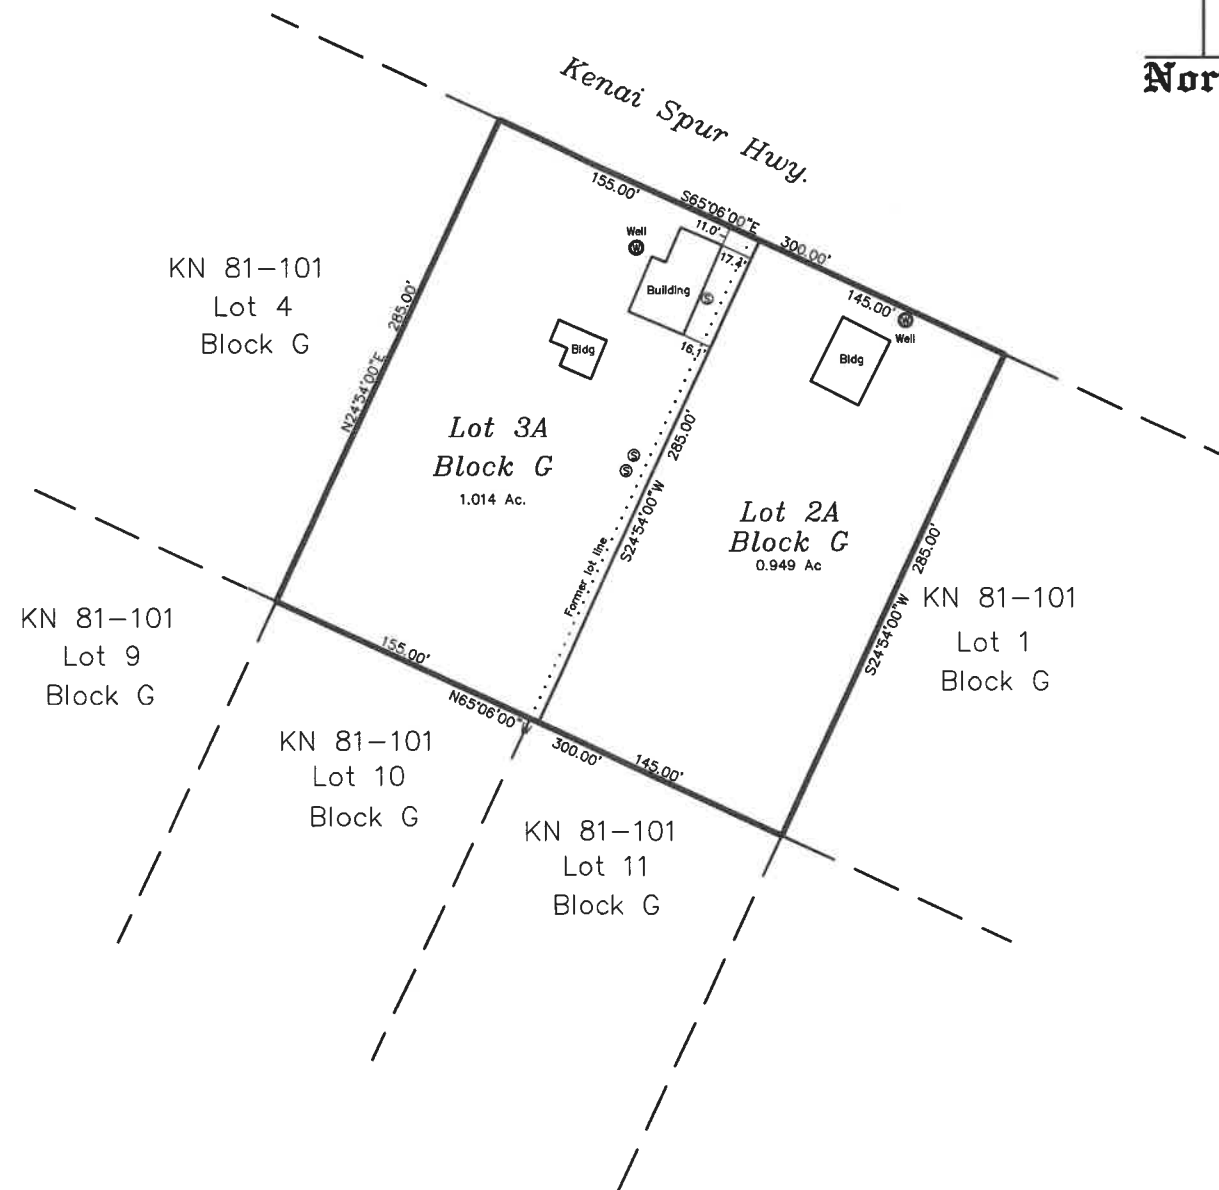 Nor
Kenai Spur Hwy.
155.00'
S65°06'00"E
300.00'
145.00'
11.0'
17.4'
16.1'
Well
W
Building
S
Bldg
Bldg
W
Well
KN 81-101
Lot 4
Block G
285.00'
N24°54'00"E
Lot 3A
Block G
1.014 Ac.
S
S
285.00'
S24°54'00"W
Former lot line
Lot 2A
Block G
0.949 Ac
285.00'
S24°54'00"W
KN 81-101
Lot 1
Block G
KN 81-101
Lot 9
Block G
155.00'
N65°06'00"W
300.00'
145.00'
KN 81-101
Lot 10
Block G
KN 81-101
Lot 11
Block G